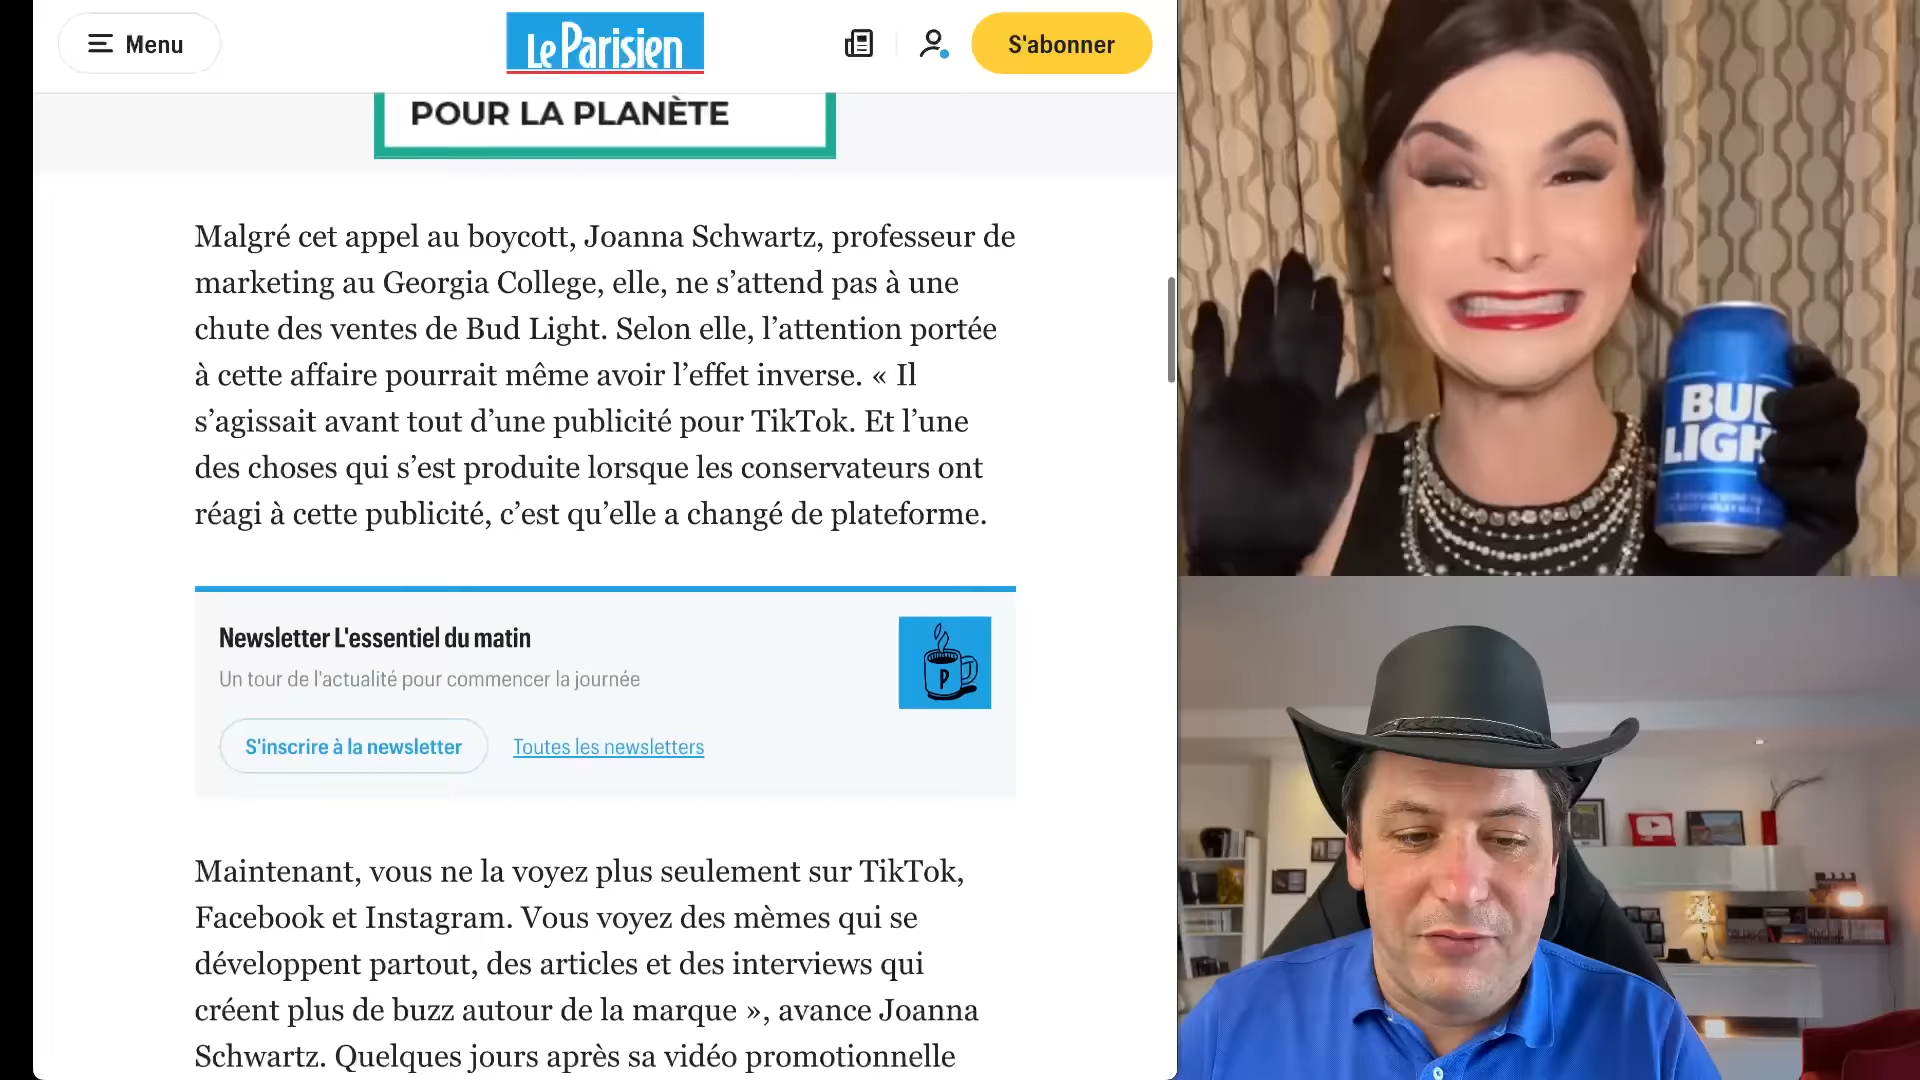 Menu
Le Parisien
S'abonner
POUR LA PLANÈTE
Malgré cet appel au boycott, Joanna Schwartz, professeur de
marketing au Georgia College, elle, ne s’attend pas à une
chute des ventes de Bud Light. Selon elle, l’attention portée
à cette affaire pourrait même avoir l’effet inverse. « Il
s’agissait avant tout d’une publicité pour TikTok. Et l’une
des choses qui s’est produite lorsque les conservateurs ont
réagi à cette publicité, c’est qu’elle a changé de plateforme.
Newsletter L'essentiel du matin
Un tour de l'actualité pour commencer la journée
P
S'inscrire à la newsletter
Toutes les newsletters
Maintenant, vous ne la voyez plus seulement sur TikTok,
Facebook et Instagram. Vous voyez des mèmes qui se
développent partout, des articles et des interviews qui
créent plus de buzz autour de la marque », avance Joanna
Schwartz. Quelques jours après sa vidéo promotionnelle
BUD
LIGH